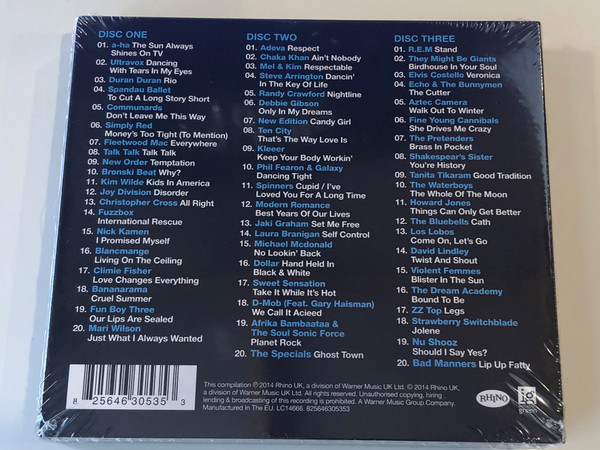 DISC ONE
01. a-ha The Sun Always
Shines On TV
02. Ultravox Dancing
With Tears In My Eyes
03. Duran Duran Rio
04. Spandau Ballet
To Cut A Long Story Short
05. Communards
Don't Leave Me This Way
06. Simply Red
Money's Too Tight (To Mention)
07. Fleetwood Mac Everywhere
08. Talk Talk Talk Talk
09. New Order Temptation
10. Bronski Beat Why?
11. Kim Wilde Kids In America
12. Joy Division Disorder
13. Christopher Cross All Right
14. Fuzzbox
International Rescue
15. Nick Kamen
I Promised Myself
16. Blancmange
Living On The Ceiling
17. Climie Fisher
Love Changes Everything
18. Bananarama
Cruel Summer
19. Fun Boy Three
Our Lips Are Sealed
20. Mari Wilson
Just What I Always Wanted
DISC TWO
01. Adeva Respect
02. Chaka Khan Ain't Nobody
03. Mel & Kim Respectable
04. Steve Arrington Dancin'
In The Key Of Life
05. Randy Crawford Nightline
06. Debbie Gibson
Only In My Dreams
07. New Edition Candy Girl
08. Ten City
That's The Way Love Is
09. Kleeer
Keep Your Body Workin'
10. Phil Fearon & Galaxy
Dancing Tight
11. Spinners Cupid / I've
Loved You For A Long Time
12. Modern Romance
Best Years Of Our Lives
13. Jaki Graham Set Me Free
14. Laura Branigan Self Control
15. Michael Mcdonald
No Lookin' Back
16. Dollar Hand Held In
Black & White
17. Sweet Sensation
Take It While It's Hot
18. D-Mob (Feat. Gary Haisman)
We Call It Acieed
19. Afrika Bambaataa &
The Soul Sonic Force
Planet Rock
20. The Specials Ghost Town
DISC THREE
01. R.E.M Stand
02. They Might Be Giants
Birdhouse In Your Soul
03. Elvis Costello Veronica
04. Echo & The Bunnymen
The Cutter
05. Aztec Camera
Walk Out To Winter
06. Fine Young Cannibals
She Drives Me Crazy
07. The Pretenders
Brass In Pocket
08. Shakespear's Sister
You're History
09. Tanita Tikaram Good Tradition
10. The Waterboys
The Whole Of The Moon
11. Howard Jones
Things Can Only Get Better
12. The Bluebells Cath
13. Los Lobos
Come On, Let's Go
14. David Lindley
Twist And Shout
15. Violent Femmes
Blister In The Sun
16. The Dream Academy
Bound To Be
17. ZZ Top Legs
18. Strawberry Switchblade
Jolene
19. Nu Shooz
Should I Say Yes?
20. Bad Manners Lip Up Fatty
8 25646 30535 3
This compilation ℗ 2014 Rhino UK, a division of Warner Music UK Ltd. © 2014 Rhino UK,
a division of Warner Music UK Ltd. All rights reserved. Unauthorised copying, hiring
lending & broadcasting of this recording is prohibited. A Warner Music Group Company.
Manufactured In The EU. LC14666. 825646305353
RHINO
green